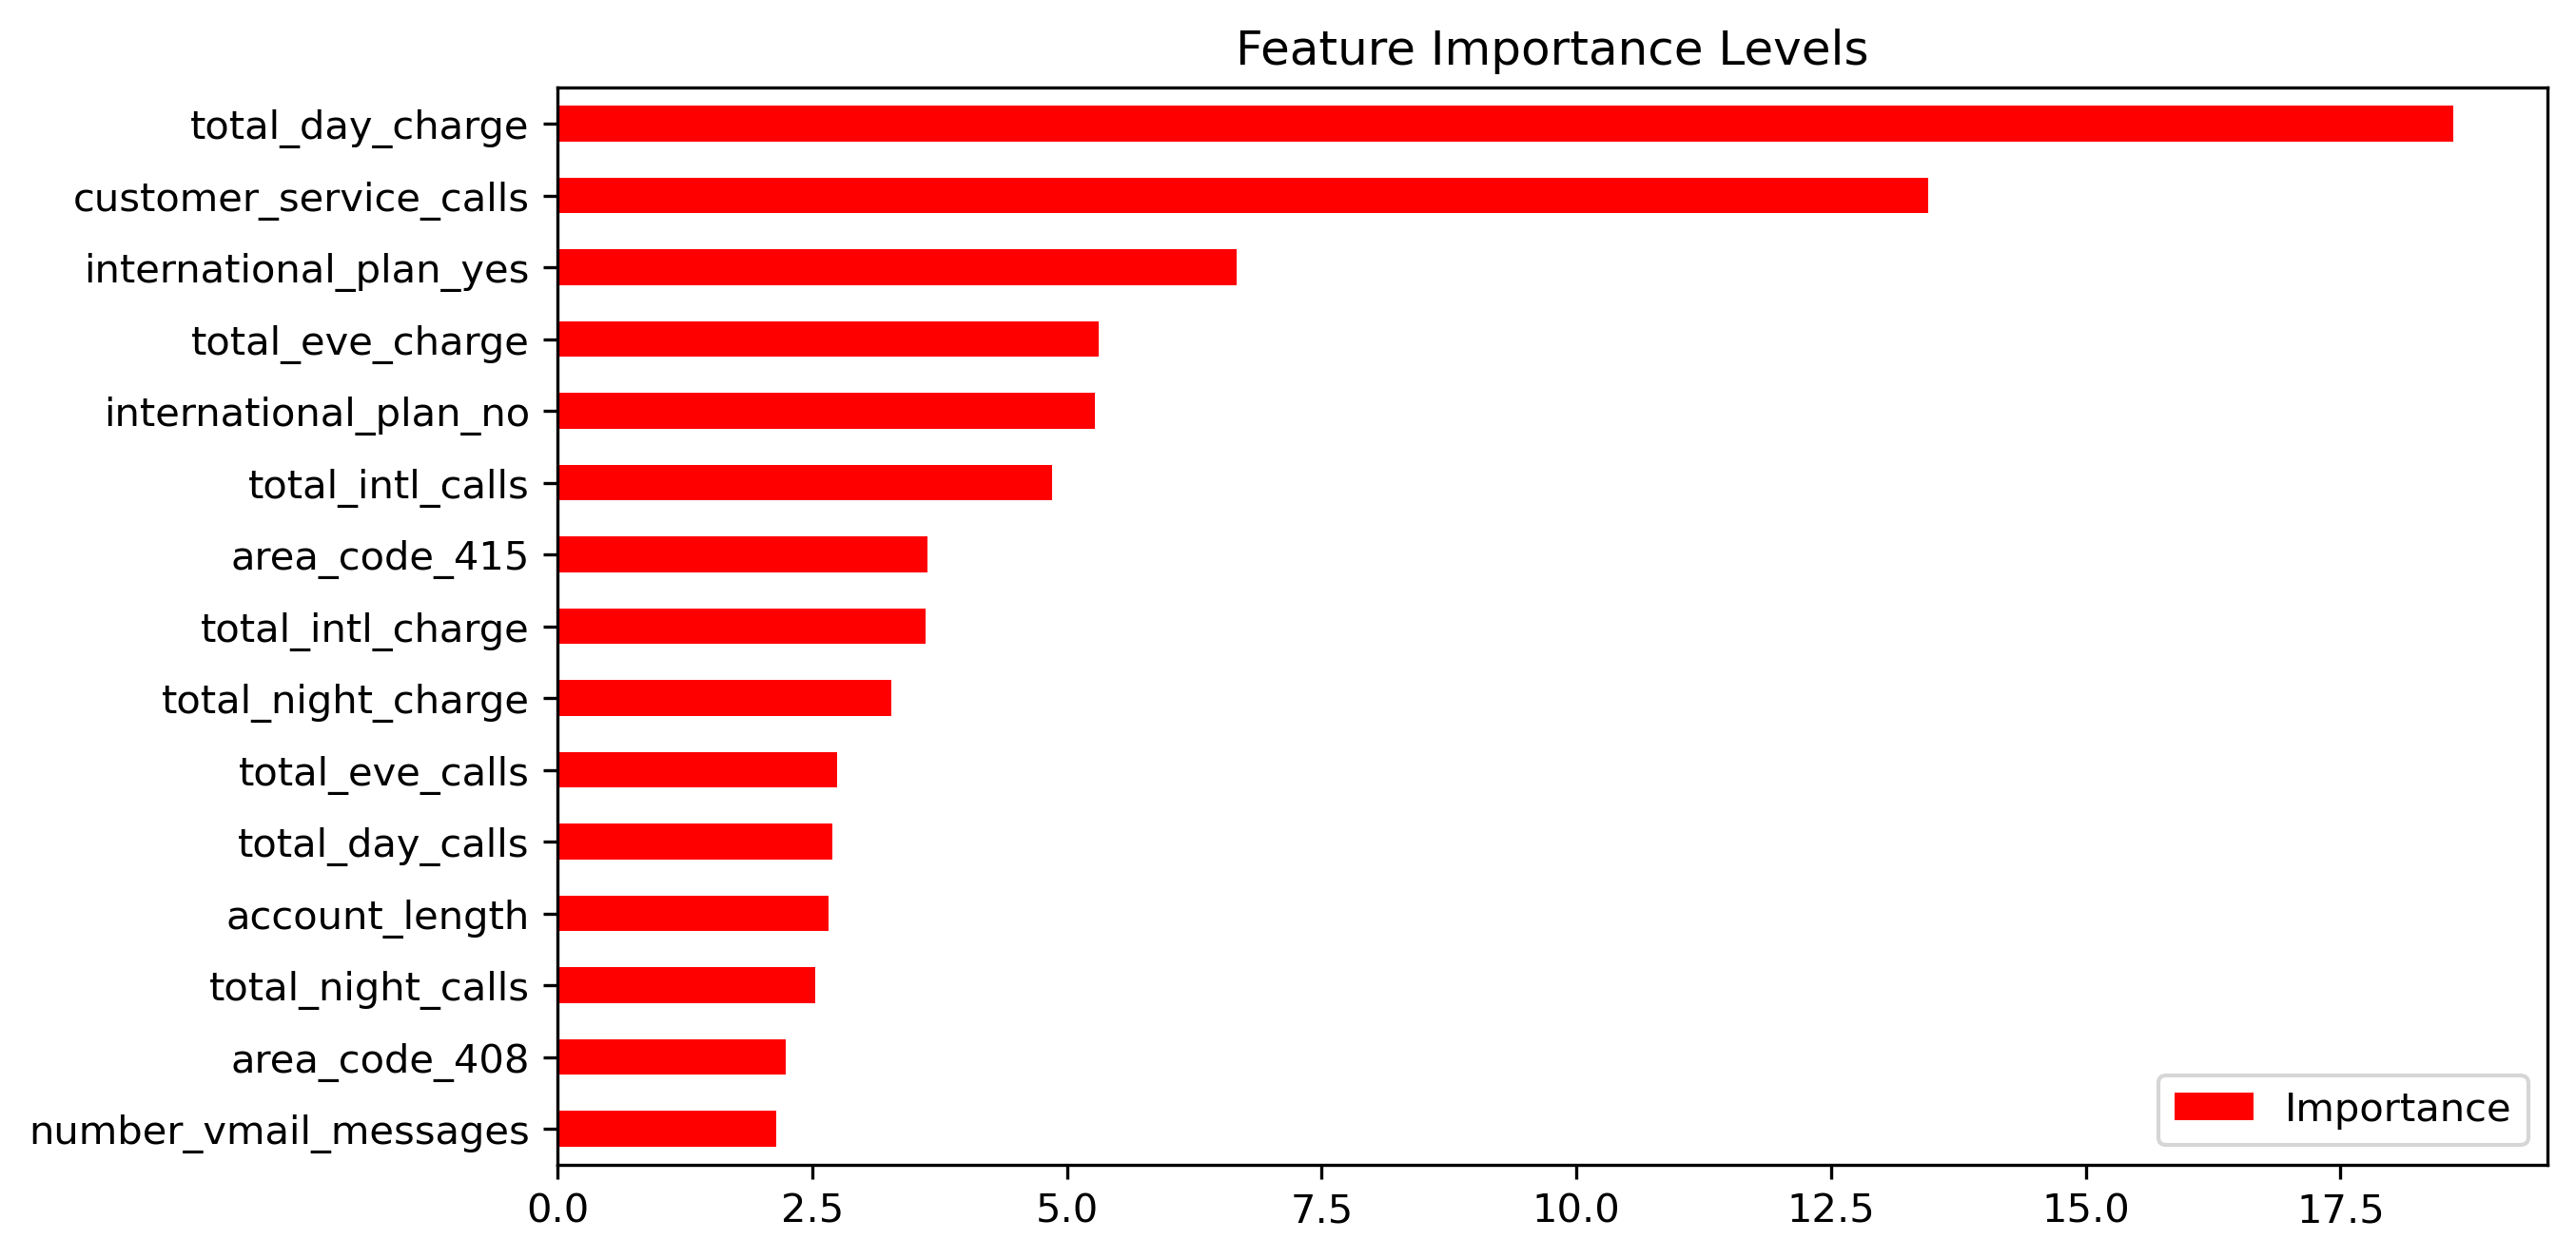 Feature Importance Levels
total_day_charge
customer_service_calls
international_plan_yes
total_eve_charge
international_plan_no
total_intl_calls
area_code_415
total_intl_charge
total_night_charge
total_eve_calls
total_day_calls
account_length
total_night_calls
area_code_408
number_vmail_messages
Importance
0.0 2.5 5.0 7.5 10.0 12.5 15.0 17.5